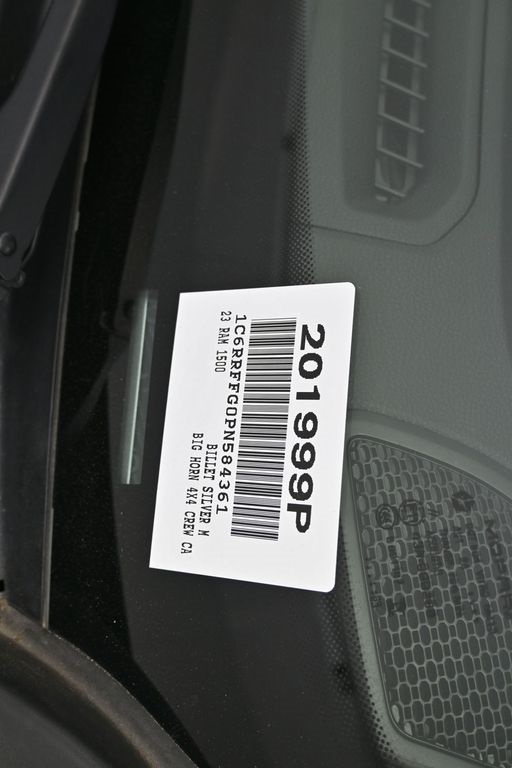 201999P
1C6RRFFG0PN584361
23 RAM 1500
BILLET SILVER M
BIG HORN 4X4 CREW CA